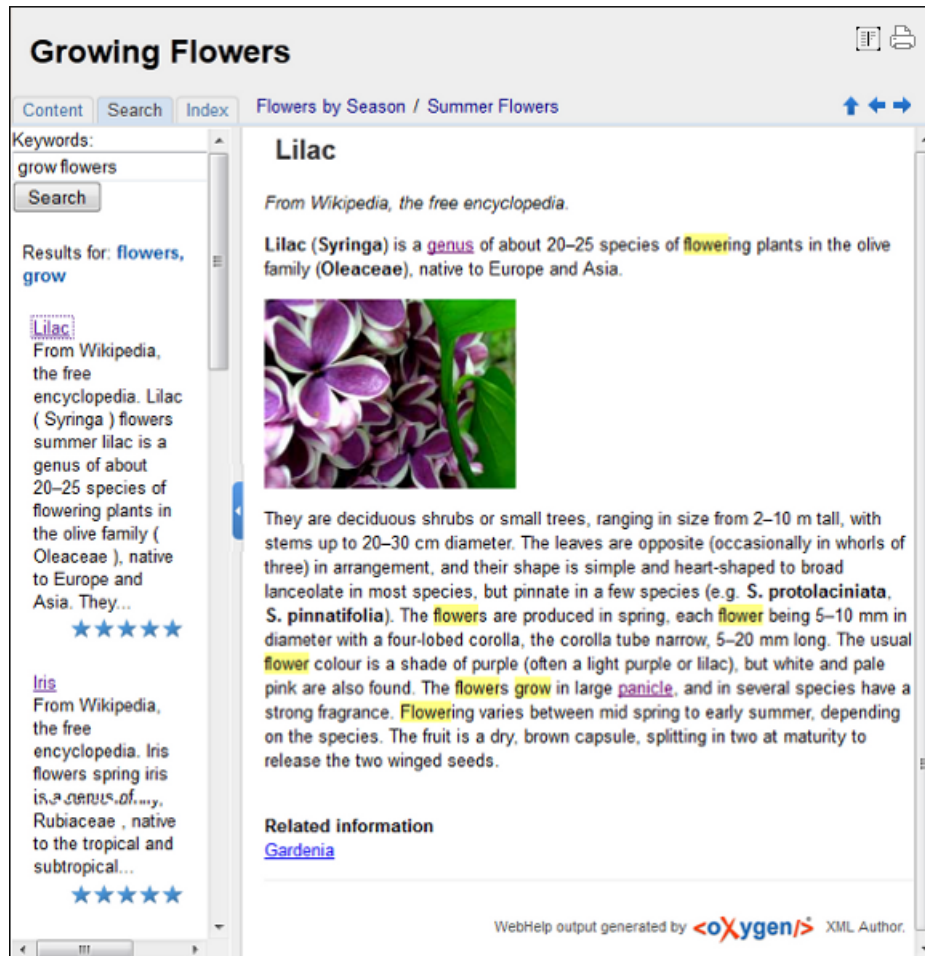 Growing Flowers
Content Search Index
Flowers by Season / Summer Flowers
Keywords:
grow flowers
Search
Results for: flowers,
grow
Lilac
From Wikipedia,
the free
encyclopedia. Lilac
( Syringa ) flowers
summer lilac is a
genus of about
20–25 species of
flowering plants in
the olive family (
Oleaceae ), native
to Europe and
Asia. They...
Iris
From Wikipedia,
the free
encyclopedia. Iris
flowers spring iris
is a genus of
Rubiaceae , native
to the tropical and
subtropical...
Lilac
From Wikipedia, the free encyclopedia.
Lilac (Syringa) is a genus of about 20–25 species of flowering plants in the olive
family (Oleaceae), native to Europe and Asia.
They are deciduous shrubs or small trees, ranging in size from 2–10 m tall, with
stems up to 20–30 cm diameter. The leaves are opposite (occasionally in whorls of
three) in arrangement, and their shape is simple and heart-shaped to broad
lanceolate in most species, but pinnate in a few species (e.g. S. protolaciniata,
S. pinnatifolia). The flowers are produced in spring, each flower being 5–10 mm in
diameter with a four-lobed corolla, the corolla tube narrow, 5–20 mm long. The usual
flower colour is a shade of purple (often a light purple or lilac), but white and pale
pink are also found. The flowers grow in large panicle, and in several species have a
strong fragrance. Flowering varies between mid spring to early summer, depending
on the species. The fruit is a dry, brown capsule, splitting in two at maturity to
release the two winged seeds.
Related information
Gardenia
WebHelp output generated by <oXygen/> XML Author.